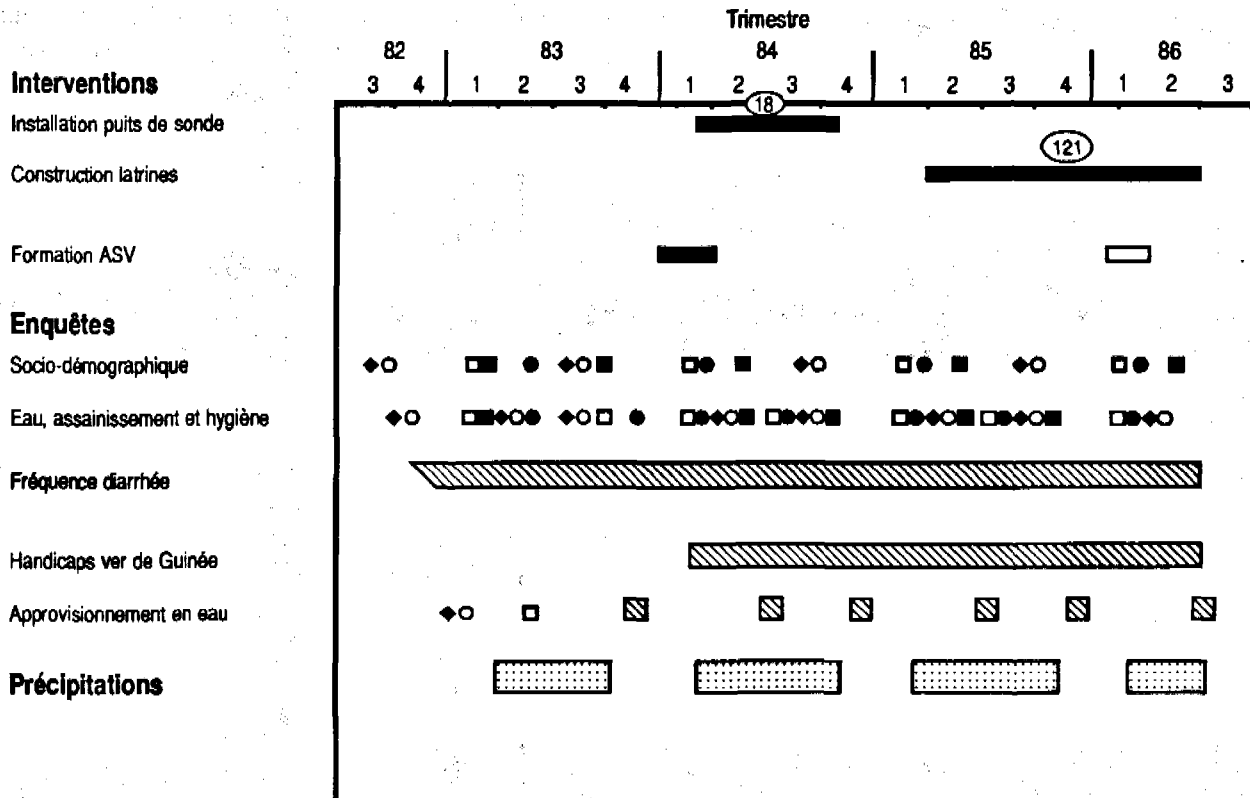 Trimestre
82 83 84 85 86
Interventions 3 4 1 2 3 4 1 2 3 4 1 2 3 4 1 2 3
Installation puits de sonde 18
Construction latrines 121
Formation ASV
Enquêtes
Socio-démographique
Eau, assainissement et hygiène
Fréquence diarrhée
Handicaps ver de Guinée
Approvisionnement en eau
Précipitations